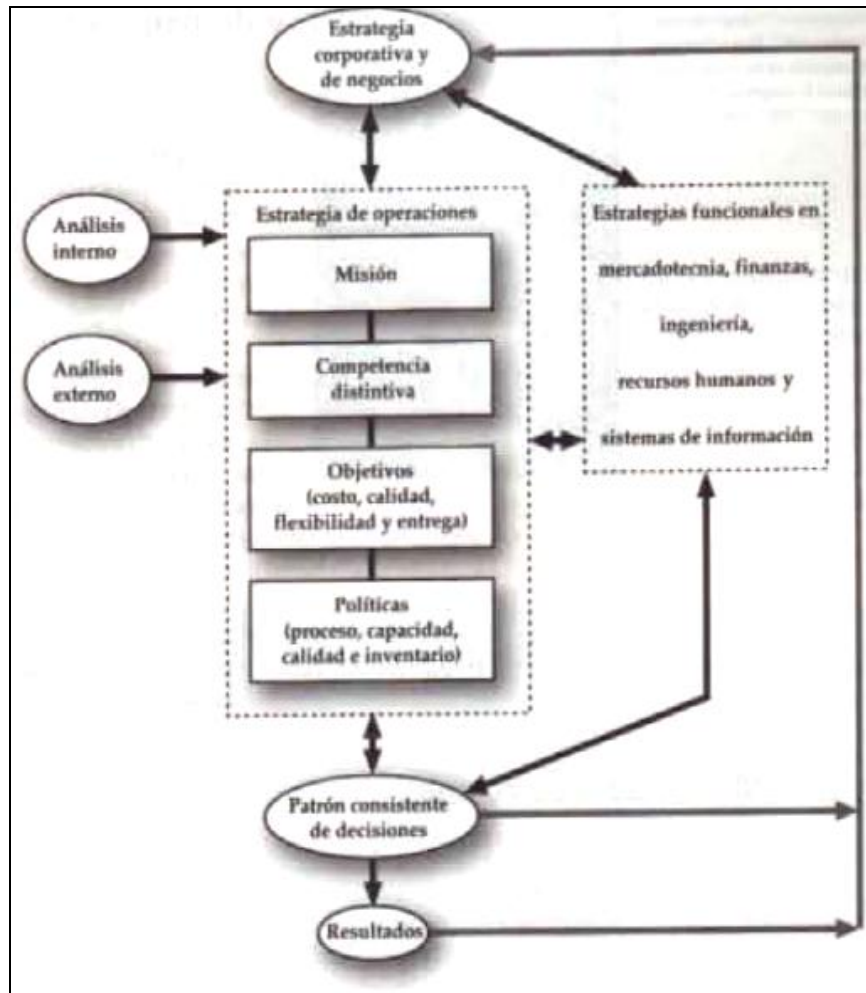 Estrategia
corporativa y
de negocios
Análisis
interno
Análisis
externo
Estrategia de operaciones
Misión
Competencia
distintiva
Objetivos
(costo, calidad,
flexibilidad y entrega)
Políticas
(proceso, capacidad,
calidad e inventario)
Estrategias funcionales en
mercadotecnia, finanzas,
ingeniería,
recursos humanos y
sistemas de información
Patrón consistente
de decisiones
Resultados